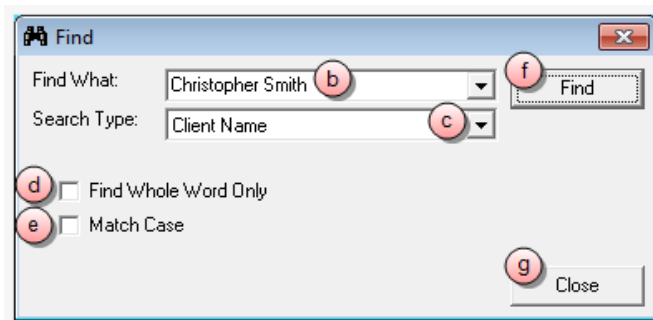 Find
Find What: Christopher Smith b f Find
Search Type: Client Name c
d Find Whole Word Only
e Match Case
g Close